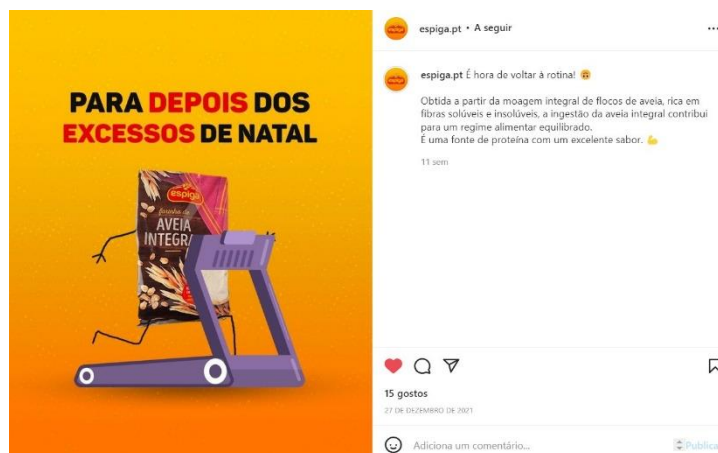 PARA DEPOIS DOS
EXCESSOS DE NATAL
espiga
farinha de
AVEIA
INTEGRA
espiga.pt • A seguir
espiga.pt É hora de voltar à rotina! 🙃
Obtida a partir da moagem integral de flocos de aveia, rica em
fibras solúveis e insolúveis, a ingestão da aveia integral contribui
para um regime alimentar equilibrado.
É uma fonte de proteína com um excelente sabor. 💪
11 sem
15 gostos
27 DE DEZEMBRO DE 2021
Adiciona um comentário...
Publica